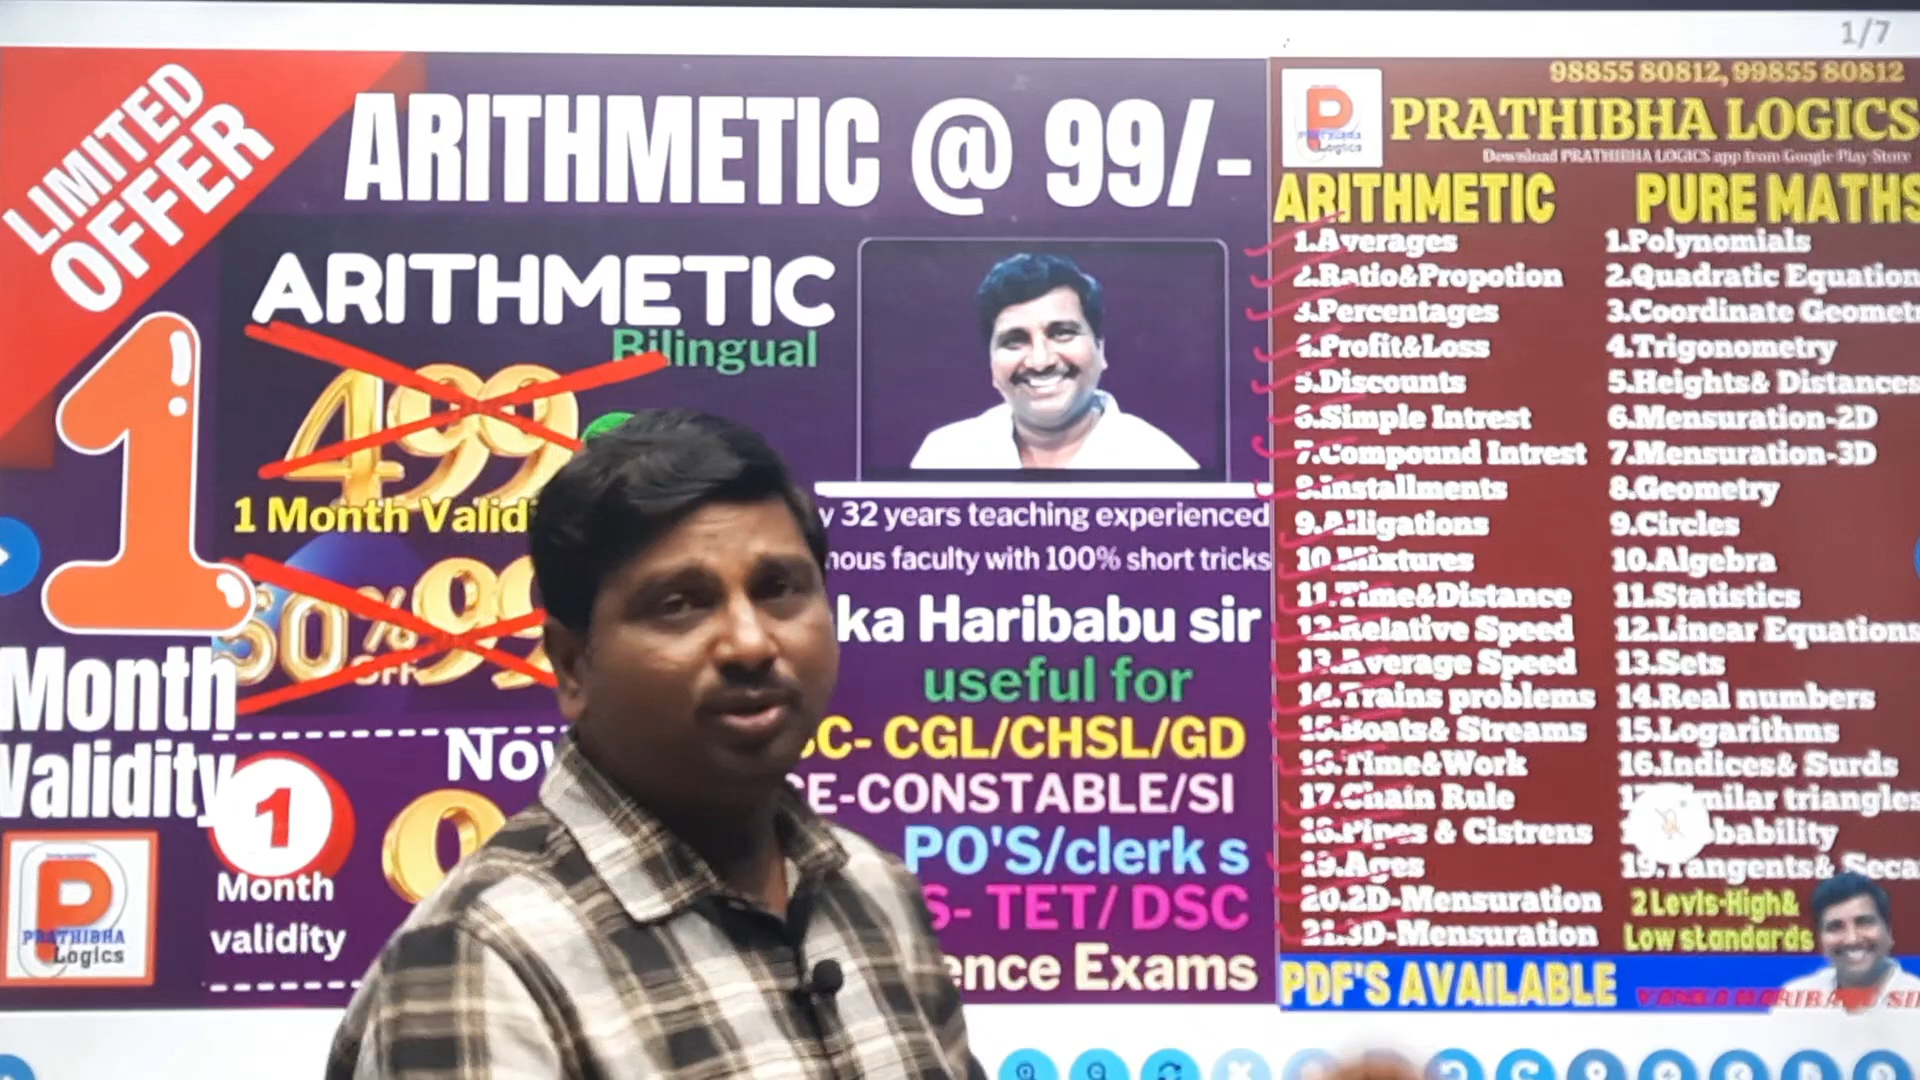 1/7
LIMITED
OFFER
ARITHMETIC @ 99/-
ARITHMETIC
Bilingual
499
1 Month
1
Month
Validity
99
OFF
y 32 years teaching experienced
faculty with 100% short tricks
Haribabu sir
useful for
CGL/CHSL/GD
CONSTABLE/SI
PO'S/clerk s
TET/ DSC
Exams
1
Month
validity
PRATHIBHA
Logics
98855 80812, 99855 80812
PRATHIBHA LOGICS
Download PRATHIBHA LOGICS app from Google Play Store
ARITHMETIC
1.Averages
2.Ratio&Propotion
3.Percentages
4.Profit&Loss
5.Discounts
6.Simple Intrest
7.Compound Intrest
8.installments
9.Alligations
10.Mixtures
11.Time&Distance
12.Relative Speed
13.Average Speed
14.Trains problems
15.Boats& Streams
16.Time&Work
17.Chain Rule
18.Pipes & Cistrens
19.Ages
20.2D-Mensuration
21.3D-Mensuration
PURE MATHS
1.Polynomials
2.Quadratic Equation
3.Coordinate
4.Trigonometry
5.Heights& Distances
6.Mensuration-2D
7.Mensuration-3D
8.Geometry
9.Circles
10.Algebra
11.Statistics
12.Linear Equations
13.Sets
14.Real numbers
15.Logarithms
16.Indices& Surds
triangles
19.Tangents&
2 Levls-High&
Low standards
PDF'S AVAILABLE